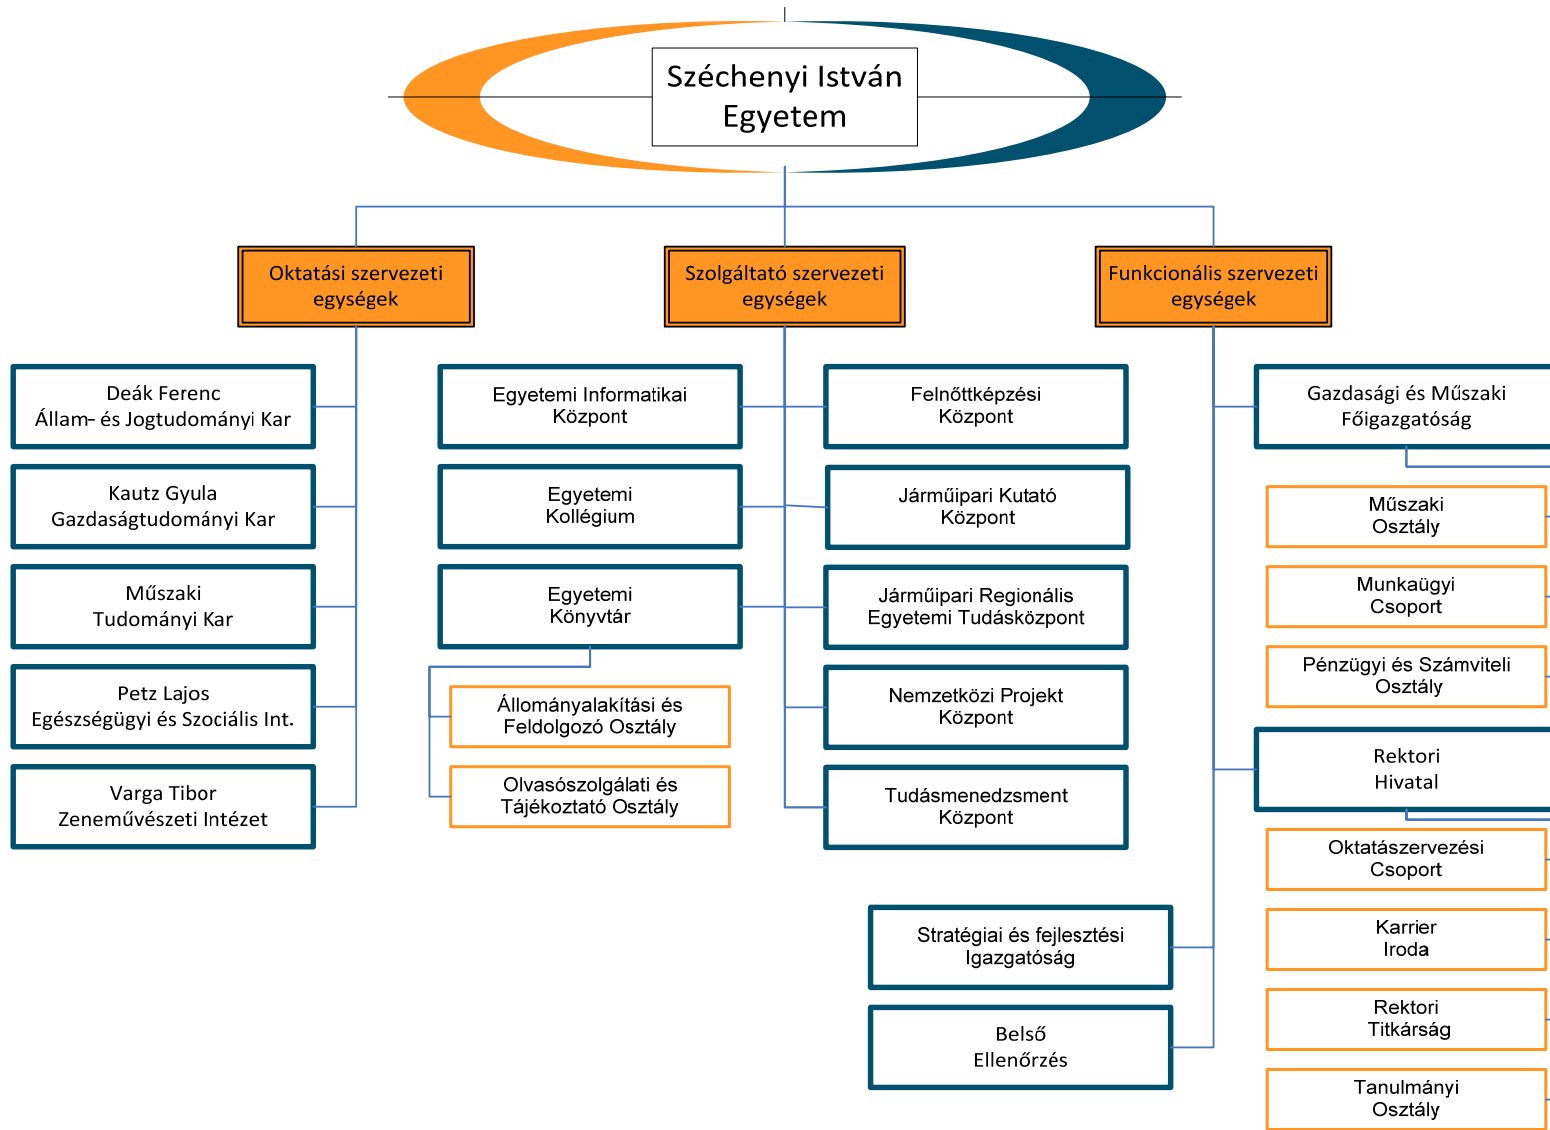 Széchenyi István
Egyetem
Oktatási szervezeti
egységek
Szolgáltató szervezeti
egységek
Funkcionális szervezeti
egységek
Deák Ferenc
Állam- és Jogtudományi Kar
Kautz Gyula
Gazdaságtudományi Kar
Műszaki
Tudományi Kar
Petz Lajos
Egészségügyi és Szociális Int.
Varga Tibor
Zeneművészeti Intézet
Egyetemi Informatikai
Központ
Egyetemi
Kollégium
Egyetemi
Könyvtár
Állományalakítási és
Feldolgozó Osztály
Olvasószolgálati és
Tájékoztató Osztály
Felnőttképzési
Központ
Járműipari Kutató
Központ
Járműipari Regionális
Egyetemi Tudásközpont
Nemzetközi Projekt
Központ
Tudásmenedzsment
Központ
Gazdasági és Műszaki
Főigazgatóság
Műszaki
Osztály
Munkaügyi
Csoport
Pénzügyi és Számviteli
Osztály
Rektori
Hivatal
Oktatászervezési
Csoport
Karrier
Iroda
Rektori
Titkárság
Tanulmányi
Osztály
Stratégiai és fejlesztési
Igazgatóság
Belső
Ellenőrzés